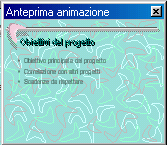 Anteprima animazione
Obiettivi del progetto
Obiettivo principale del progetto
Correlazione con altri progetti
Scadenze da rispettare